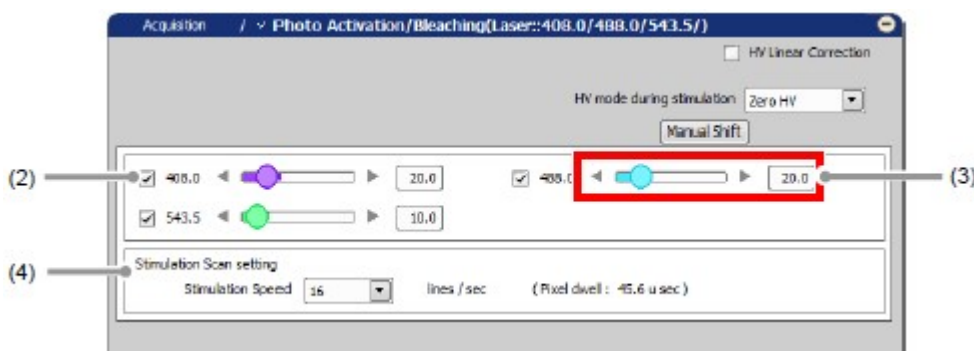 Acquisition / ✓ Photo Activation/Bleaching(Laser::408.0/488.0/543.5/)
HV Linear Correction
HV mode during stimulation Zero HV
Manual Shift
(2) 408.0 20.0 488.0 20.0 (3)
543.5 10.0
(4) Stimulation Scan setting
Stimulation Speed 16 lines / sec ( Pixel dwell : 45.6 u sec )